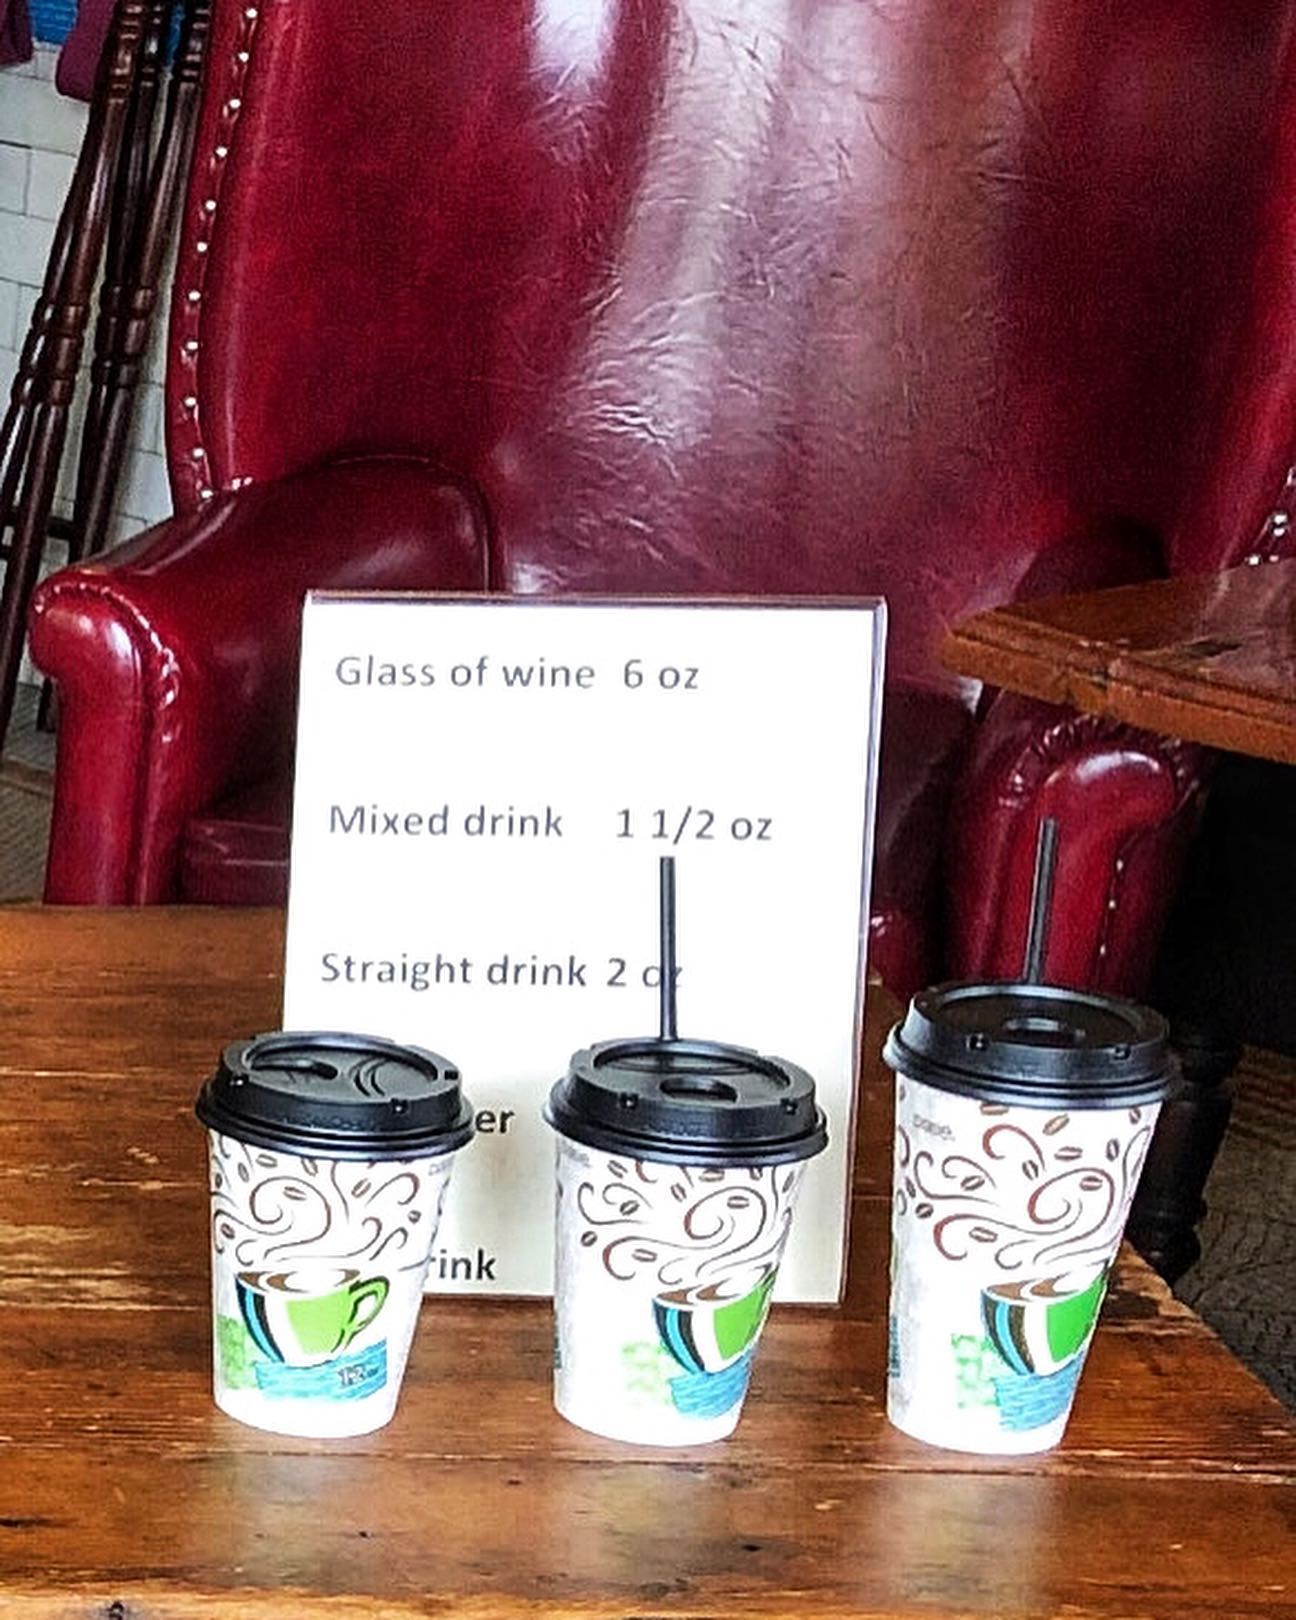 Glass of wine 6 oz
Mixed drink 1 1/2 oz
Straight drink 2 oz
er
rink